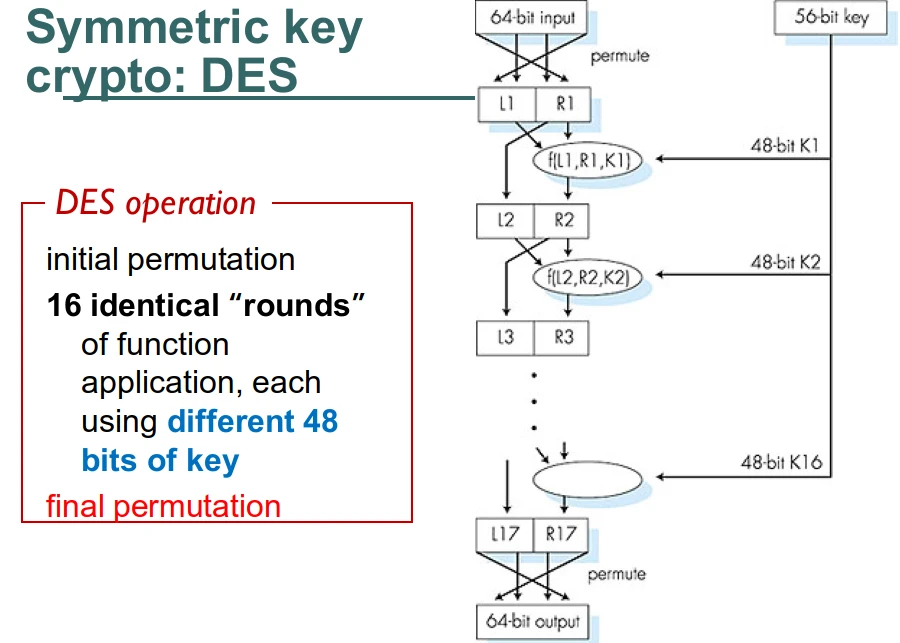 Symmetric key
crypto: DES
DES operation
initial permutation
16 identical “rounds”
of function
application, each
using different 48
bits of key
final permutation
64-bit input
56-bit key
permute
L1 R1
48-bit K1
f(L1,R1,K1)
L2 R2
48-bit K2
f(L2,R2,K2)
L3 R3
48-bit K16
L17 R17
permute
64-bit output